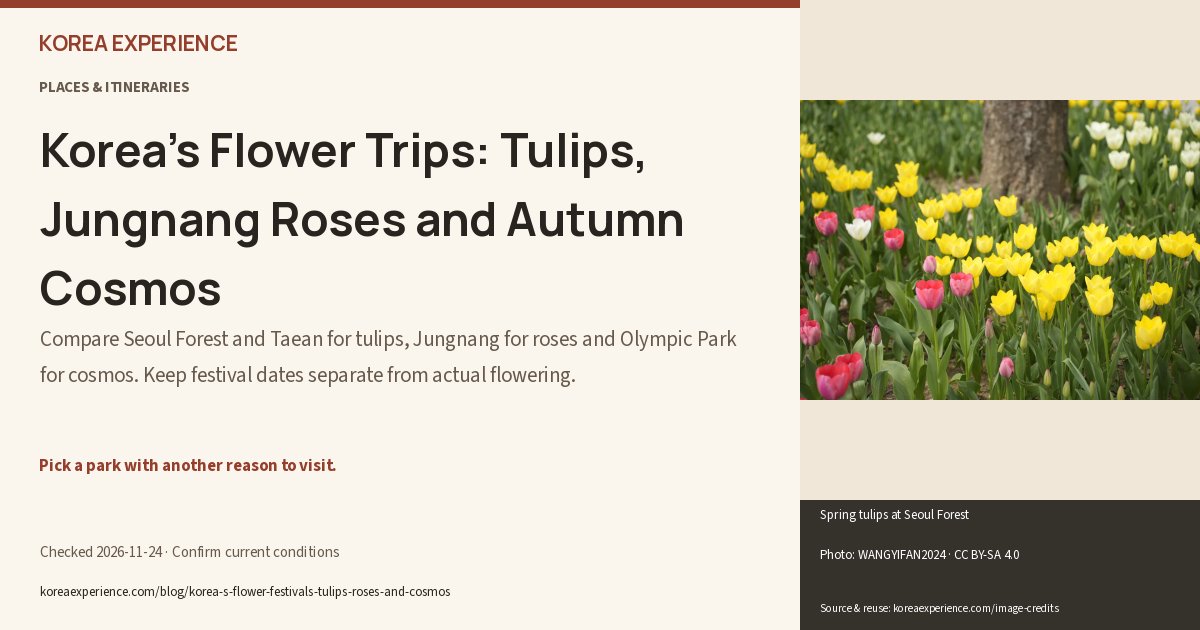 KOREA EXPERIENCE
PLACES & ITINERARIES
Korea’s Flower Trips: Tulips,
Jungnang Roses and Autumn
Cosmos
Compare Seoul Forest and Taean for tulips, Jungnang for roses and Olympic Park
for cosmos. Keep festival dates separate from actual flowering.
Pick a park with another reason to visit.
Checked 2026-11-24 · Confirm current conditions
koreaexperience.com/blog/korea-s-flower-festivals-tulips-roses-and-cosmos
Spring tulips at Seoul Forest
Photo: WANGYIFAN2024 · CC BY-SA 4.0
Source & reuse: koreaexperience.com/image-credits